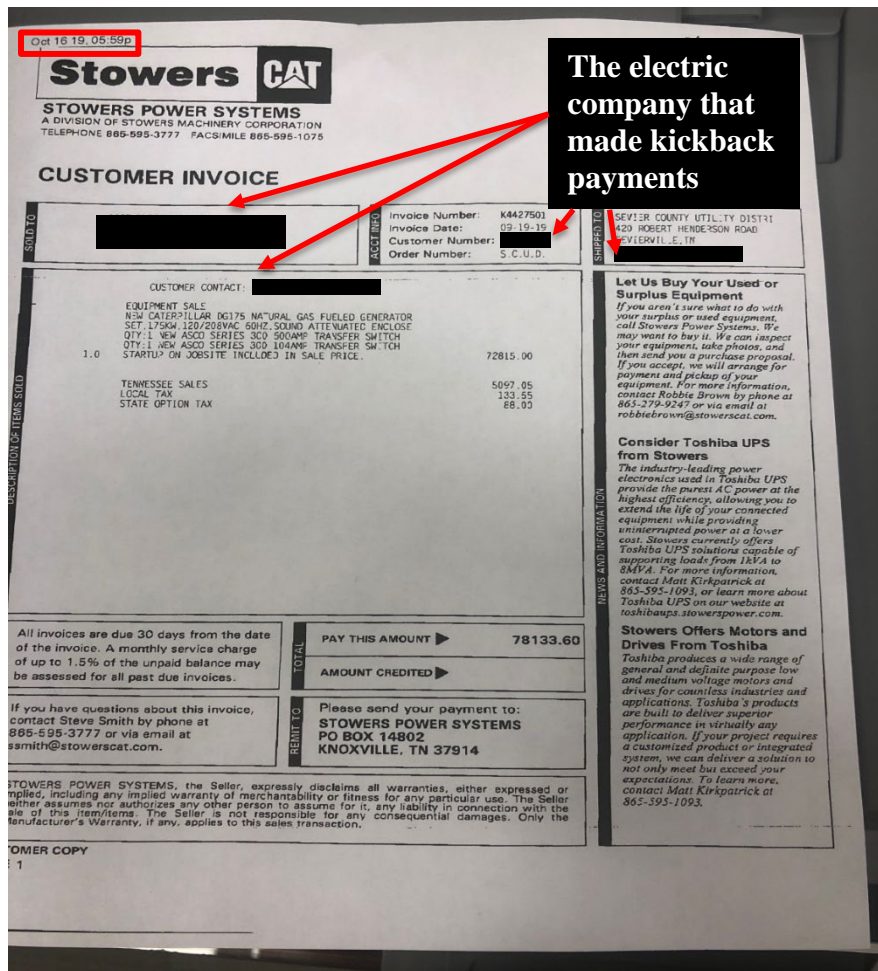 Oct 16 19, 05:59p
Stowers CAT
STOWERS POWER SYSTEMS
A DIVISION OF STOWERS MACHINERY CORPORATION
TELEPHONE 865-595-3777 FACSIMILE 865-595-1075
The electric
company that
made kickback
payments
CUSTOMER INVOICE
SOLD TO
ACCT INFO
Invoice Number: K4427501
Invoice Date: 09-19-19
Customer Number:
Order Number: S.C.U.D.
SHIPPED TO
SEVIER COUNTY UTILITY DISTRI
420 ROBERT HENDERSON ROAD
SEVIERVILLE, TN
DESCRIPTION OF ITEMS SOLD
CUSTOMER CONTACT:
EQUIPMENT SALE
NEW CATERPILLAR DG175 NATURAL GAS FUELED GENERATOR
SET,175KW,120/208VAC 60HZ,SOUND ATTENUATED ENCLOSE
QTY:1 NEW ASCO SERIES 300 500AMP TRANSFER SWITCH
QTY:1 NEW ASCO SERIES 300 104AMP TRANSFER SWITCH
1.0 STARTUP ON JOBSITE INCLUDED IN SALE PRICE. 72815.00
TENNESSEE SALES 5097.05
LOCAL TAX 133.55
STATE OPTION TAX 88.00
NEWS AND INFORMATION
Let Us Buy Your Used or
Surplus Equipment
If you aren't sure what to do with
your surplus or used equipment,
call Stowers Power Systems. We
may want to buy it. We can inspect
your equipment, take photos, and
then send you a purchase proposal.
If you accept, we will arrange for
payment and pickup of your
equipment. For more information,
contact Robbie Brown by phone at
865-279-9247 or via email at
robbiebrown@stowerscat.com.
Consider Toshiba UPS
from Stowers
The industry-leading power
electronics used in Toshiba UPS
provide the purest AC power at the
highest efficiency, allowing you to
extend the life of your connected
equipment while providing
uninterrupted power at a lower
cost. Stowers currently offers
Toshiba UPS solutions capable of
supporting loads from 1kVA to
8MVA. For more information,
contact Matt Kirkpatrick at
865-595-1093, or learn more about
Toshiba UPS on our website at
toshibaups.stowerspower.com.
Stowers Offers Motors and
Drives From Toshiba
Toshiba produces a wide range of
general and definite purpose low
and medium voltage motors and
drives for countless industries and
applications. Toshiba's products
are built to deliver superior
performance in virtually any
application. If your project requires
a customized product or integrated
system, we can deliver a solution to
not only meet but exceed your
expectations. To learn more,
contact Matt Kirkpatrick at
865-595-1093.
All invoices are due 30 days from the date
of the invoice. A monthly service charge
of up to 1.5% of the unpaid balance may
be assessed for all past due invoices.
TOTAL
PAY THIS AMOUNT 78133.60
AMOUNT CREDITED
If you have questions about this invoice,
contact Steve Smith by phone at
865-595-3777 or via email at
ssmith@stowerscat.com.
REMIT TO
Please send your payment to:
STOWERS POWER SYSTEMS
PO BOX 14802
KNOXVILLE, TN 37914
STOWERS POWER SYSTEMS, the Seller, expressly disclaims all warranties, either expressed or
implied, including any implied warranty of merchantability or fitness for any particular use. The Seller
neither assumes nor authorizes any other person to assume for it, any liability in connection with the
sale of this item/items. The Seller is not responsible for any consequential damages. Only the
Manufacturer's Warranty, if any, applies to this sales transaction.
TOMER COPY
1